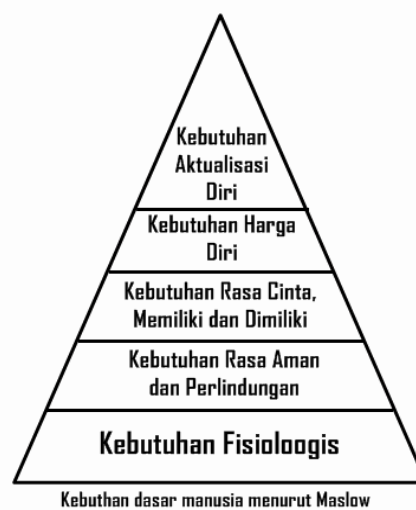 Kebutuhan
Aktualisasi
Diri
Kebutuhan Harga
Diri
Kebutuhan Rasa Cinta,
Memiliki dan Dimiliki
Kebutuhan Rasa Aman
dan Perlindungan
Kebutuhan Fisioloogis
Kebuthan dasar manusia menurut Maslow